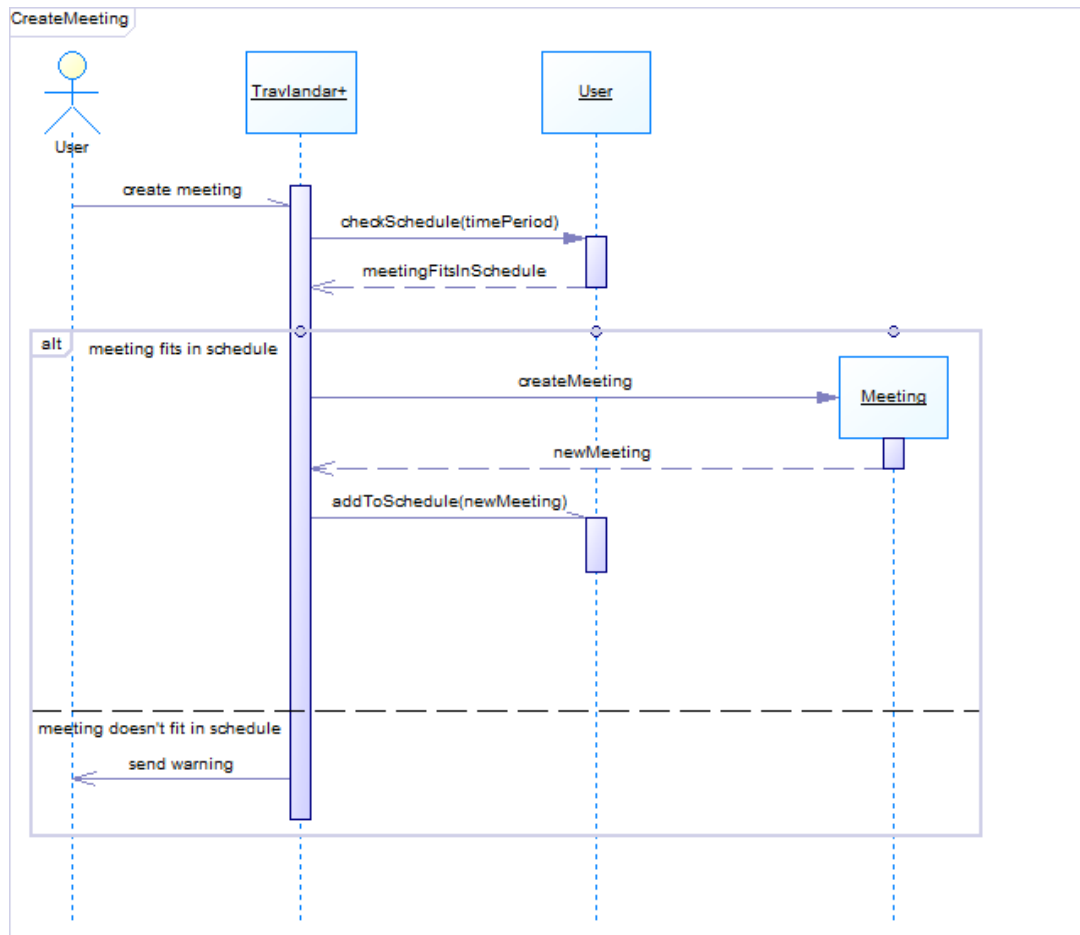 CreateMeeting
Travlandar+
User
User
create meeting
checkSchedule(timePeriod)
meetingFitsInSchedule
alt
meeting fits in schedule
createMeeting
Meeting
newMeeting
addToSchedule(newMeeting)
meeting doesn't fit in schedule
send warning